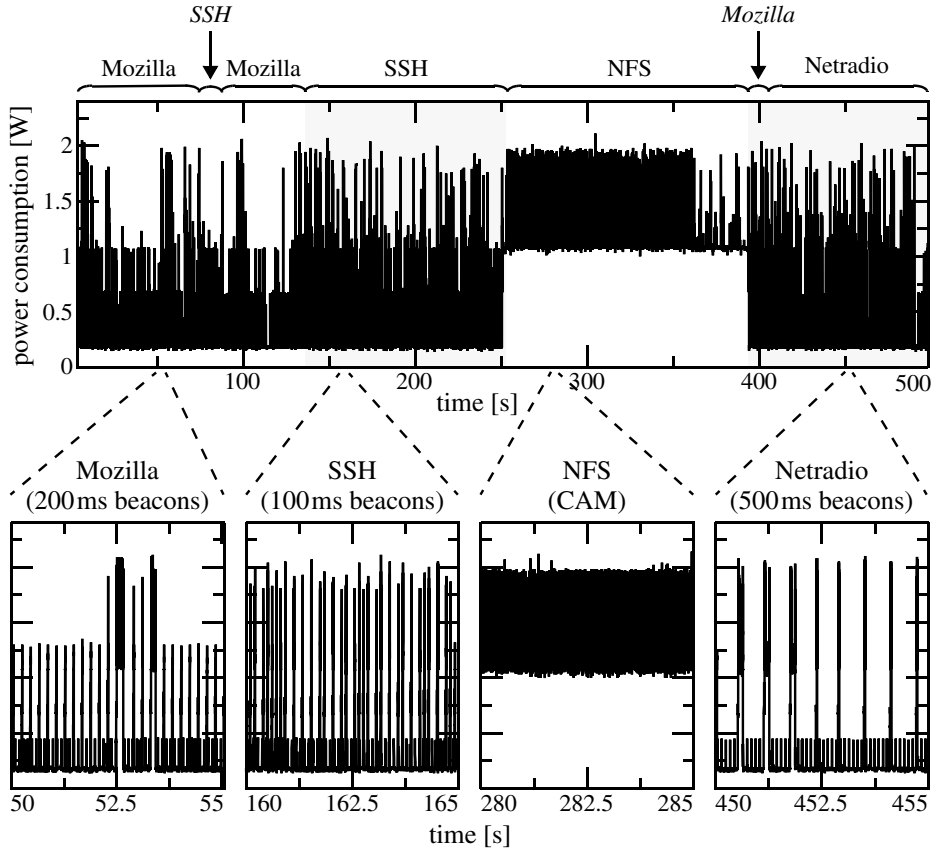 SSH
Mozilla
Mozilla
Mozilla
SSH
NFS
Netradio
power consumption [W]
2
1.5
1
0.5
0
100
200
300
400
500
time [s]
Mozilla
(200ms beacons)
SSH
(100ms beacons)
NFS
(CAM)
Netradio
(500ms beacons)
50
52.5
55
160
162.5
165
280
282.5
285
450
452.5
455
time [s]